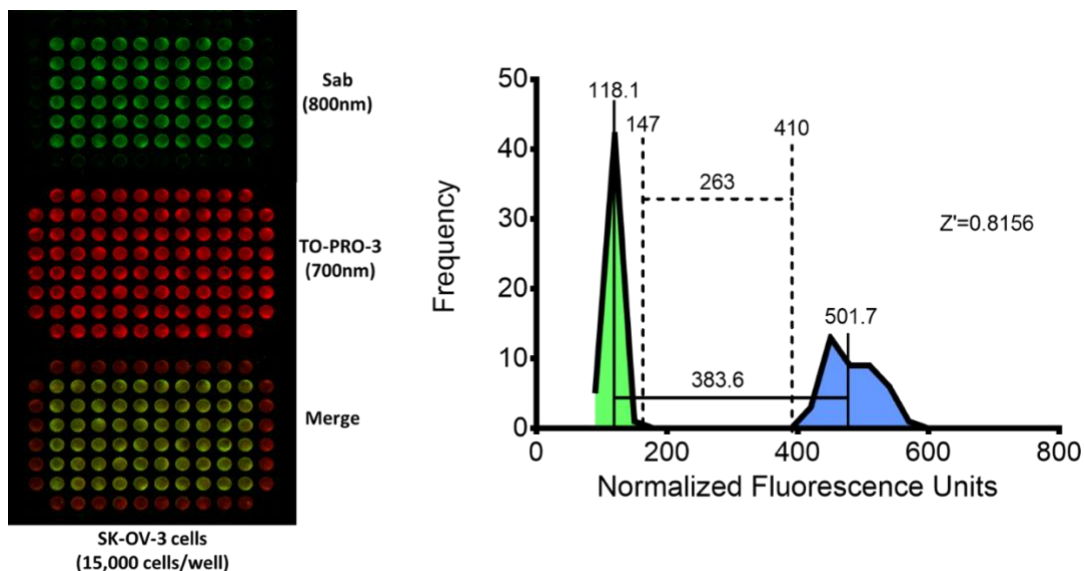 Sab
(800nm)
TO-PRO-3
(700nm)
Merge
SK-OV-3 cells
(15,000 cells/well)
50
40
30
20
10
0
Frequency
118.1
147
410
263
Z'=0.8156
501.7
383.6
0
200
400
600
800
Normalized Fluorescence Units